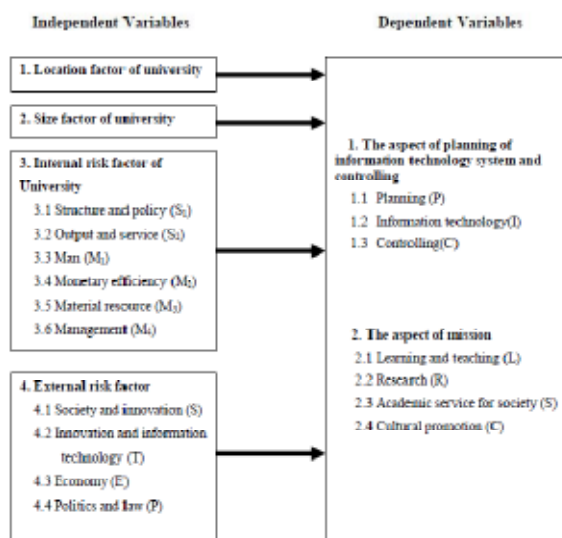 Independent Variables
1. Location factor of university
2. Size factor of university
3. Internal risk factor of
University
3.1 Structure and policy (S₁)
3.2 Output and service (S₂)
3.3 Man (M₁)
3.4 Monetary efficiency (M₂)
3.5 Material resource (M₃)
3.6 Management (M₄)
4. External risk factor
4.1 Society and innovation (S)
4.2 Innovation and information
technology (T)
4.3 Economy (E)
4.4 Politics and law (P)
Dependent Variables
1. The aspect of planning of
information technology system and
controlling
1.1 Planning (P)
1.2 Information technology(I)
1.3 Controlling(C)
2. The aspect of mission
2.1 Learning and teaching (L)
2.2 Research (R)
2.3 Academic service for society (S)
2.4 Cultural promotion (C)